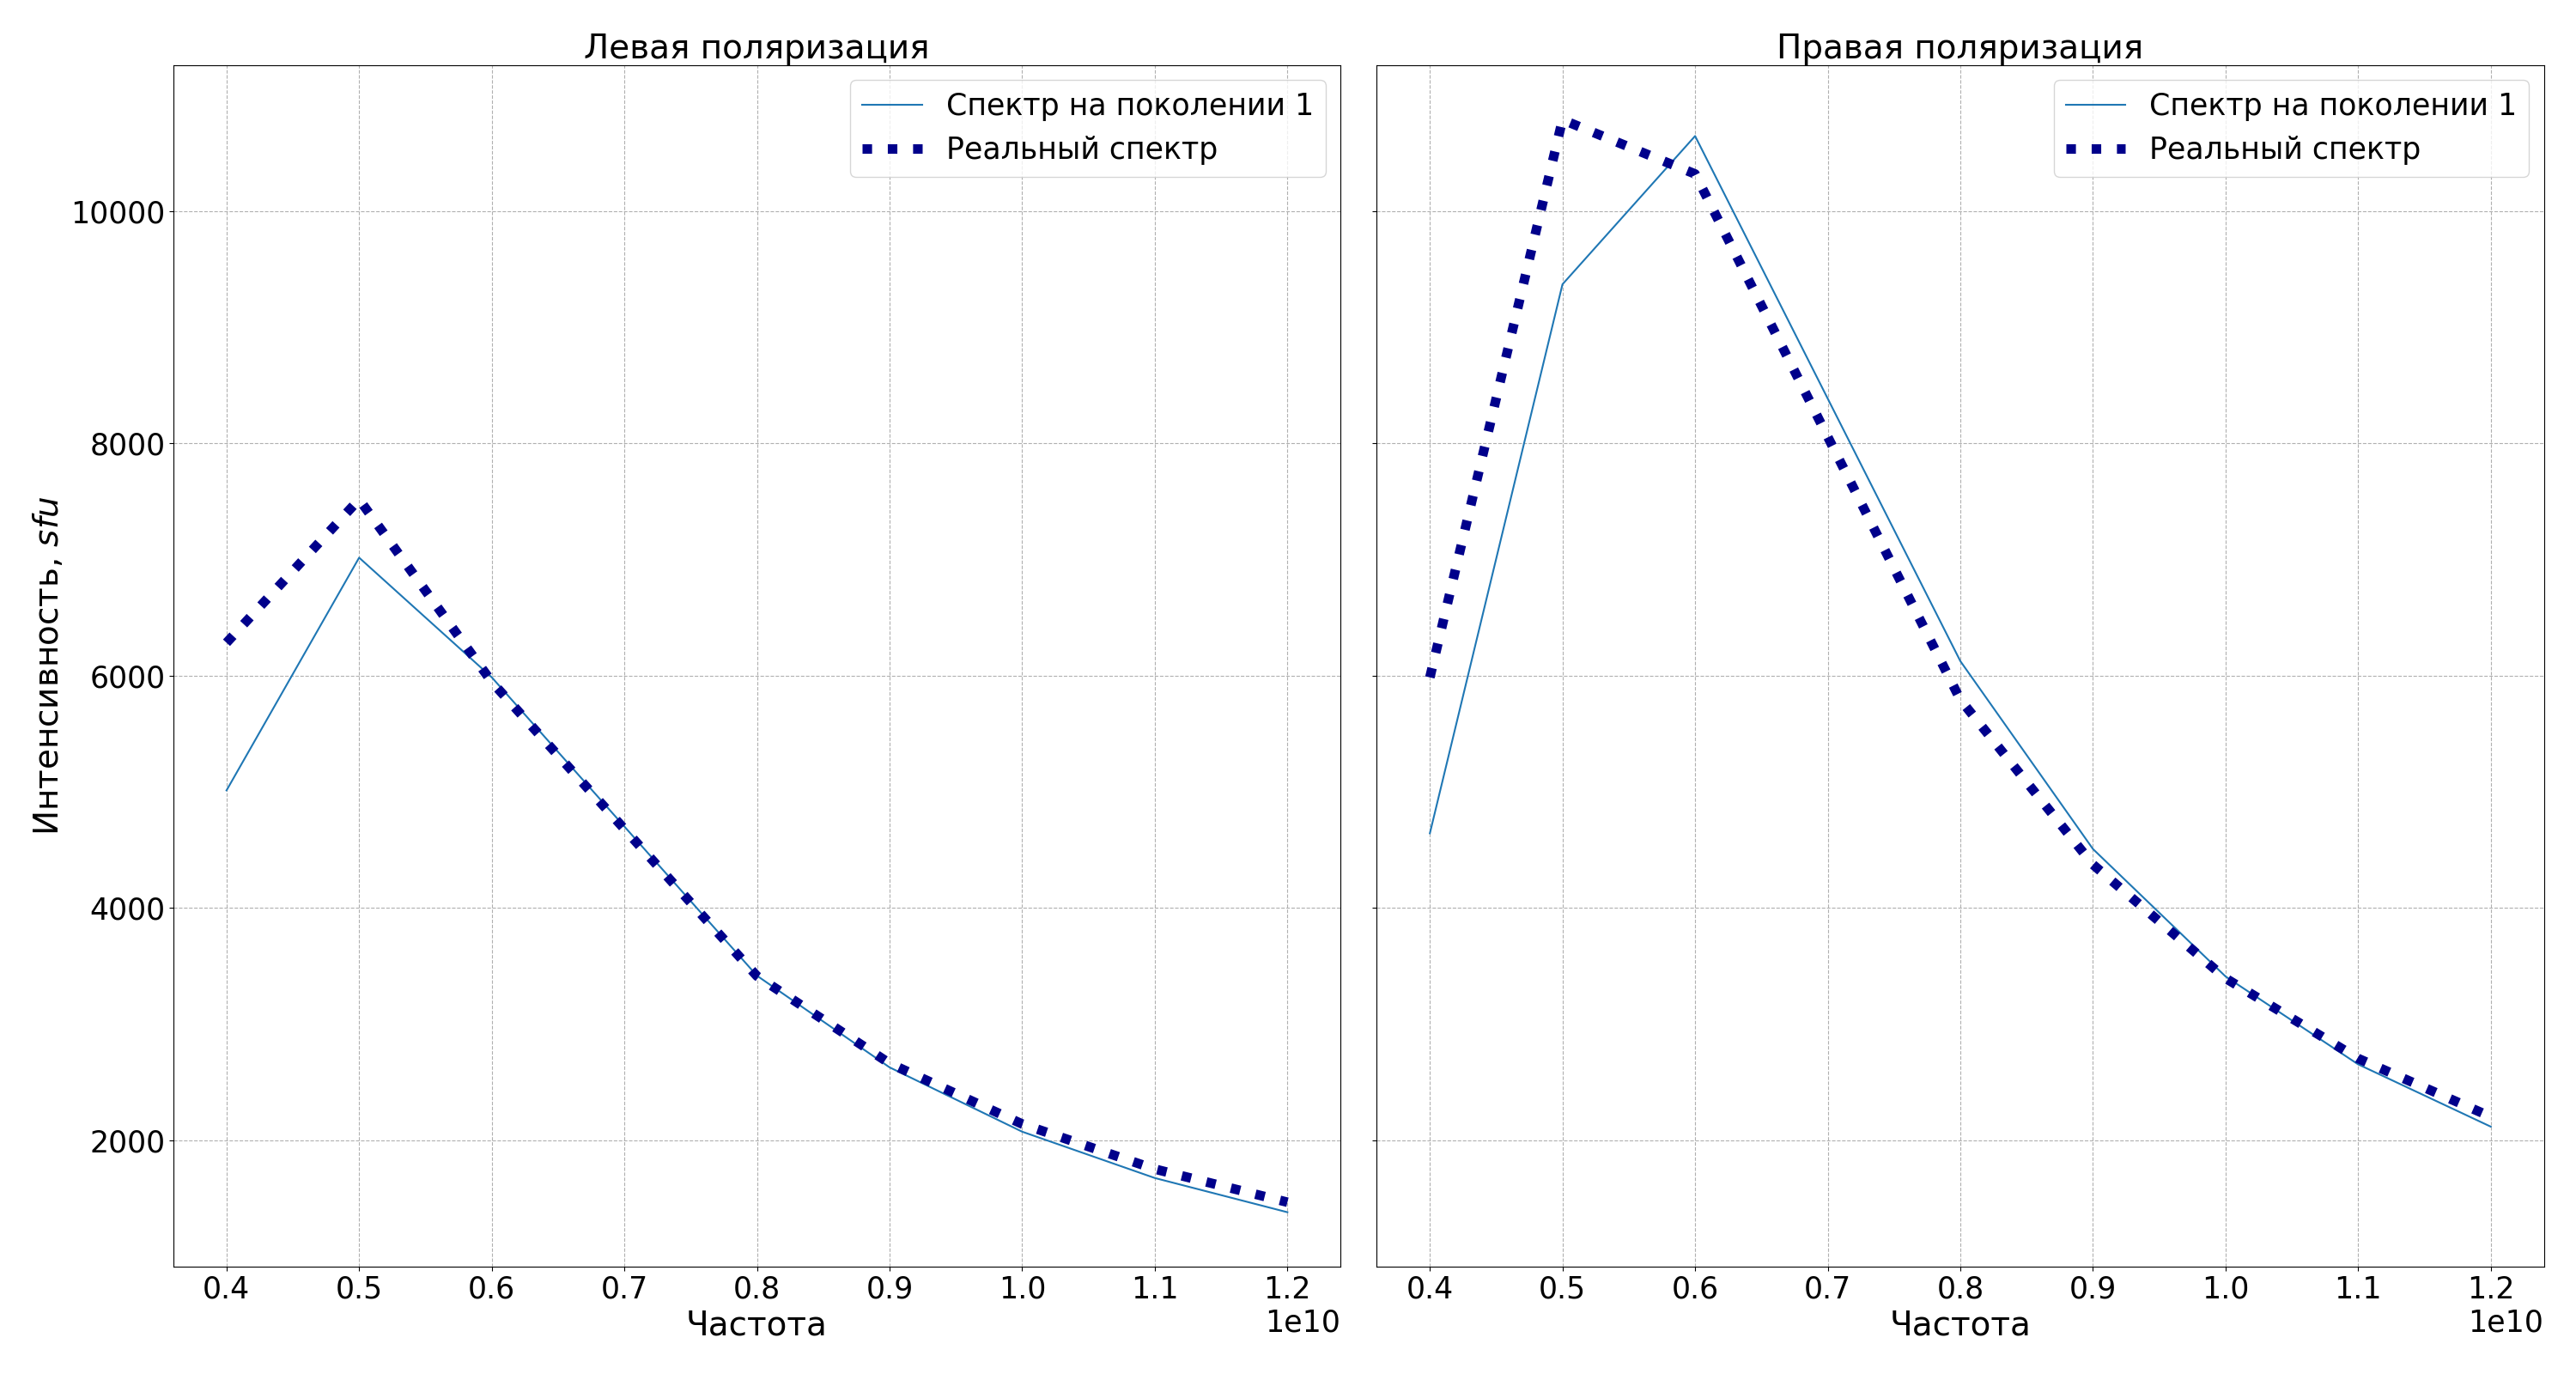 Левая поляризация
Спектр на поколении 1
Реальный спектр
Интенсивность, sfu
10000
8000
6000
4000
2000
0.4 0.5 0.6 0.7 0.8 0.9 1.0 1.1 1.2
1e10
Частота
Правая поляризация
Спектр на поколении 1
Реальный спектр
0.4 0.5 0.6 0.7 0.8 0.9 1.0 1.1 1.2
1e10
Частота